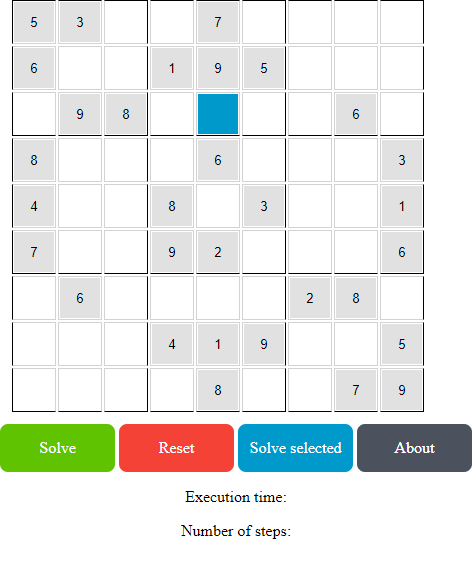 5 3 7
6 1 9 5
9 8 6
8 6 3
4 8 3 1
7 9 2 6
6 2 8
4 1 9 5
8 7 9
Solve Reset Solve selected About
Execution time:
Number of steps: